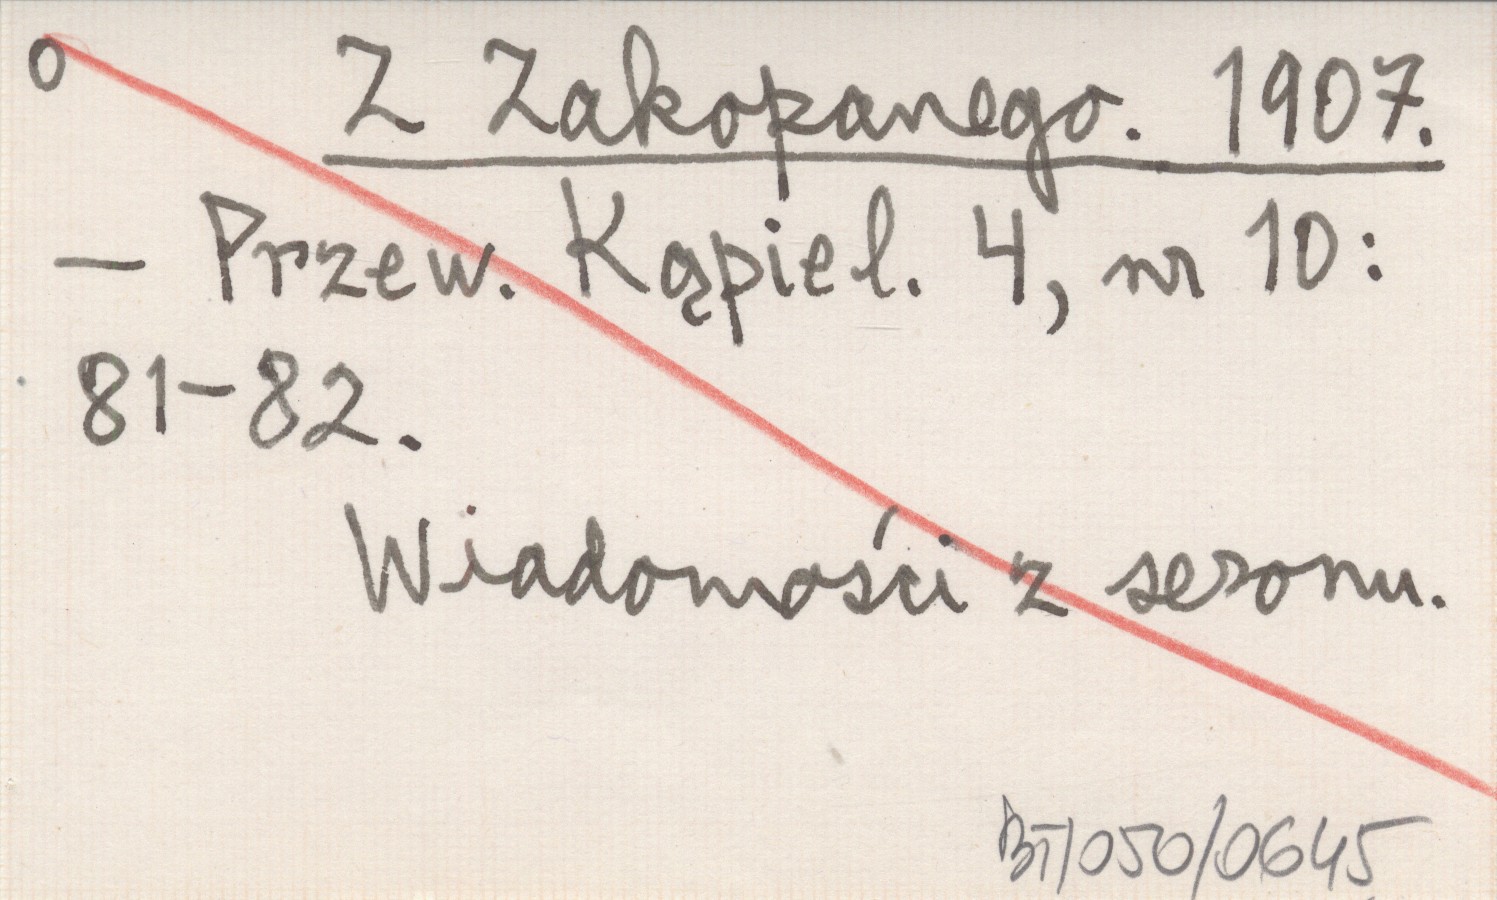 o Z Zakopanego. 1907.
— Przew. Kąpiel. 4, nr 10:
81-82.
Wiadomości z sezonu.
BT/050/0645